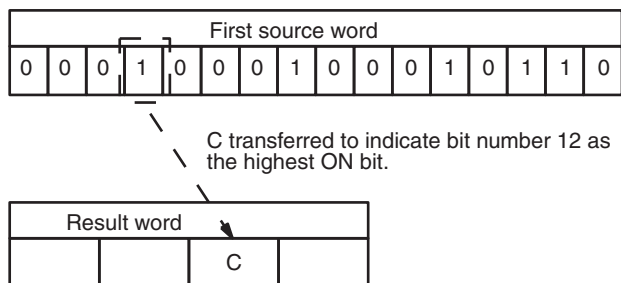 First source word
0 0 0 1 0 0 0 1 0 0 0 1 0 1 1 0
C transferred to indicate bit number 12 as
the highest ON bit.
Result word
C